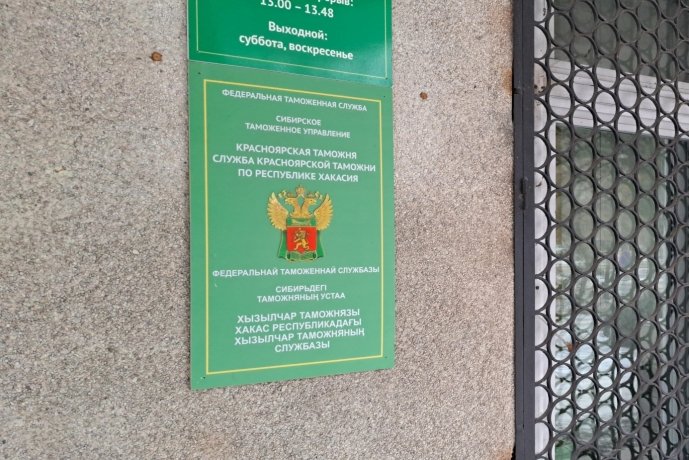 13.00 – 13.48
Выходной:
суббота, воскресенье
ФЕДЕРАЛЬНАЯ ТАМОЖЕННАЯ СЛУЖБА
СИБИРСКОЕ
ТАМОЖЕННОЕ УПРАВЛЕНИЕ
КРАСНОЯРСКАЯ ТАМОЖНЯ
СЛУЖБА КРАСНОЯРСКОЙ ТАМОЖНИ
ПО РЕСПУБЛИКЕ ХАКАСИЯ
ФЕДЕРАЛЬНАЙ ТАМОЖЕННАЙ СЛУЖБАЗЫ
СИБИРЬДЕГІ
ТАМОЖНЯНЫҢ УСТАА
ХЫЗЫЛЧАР ТАМОЖНЯЗЫ
ХАКАС РЕСПУБЛИКАДАҒЫ
ХЫЗЫЛЧАР ТАМОЖНЯНЫҢ
СЛУЖБАЗЫ